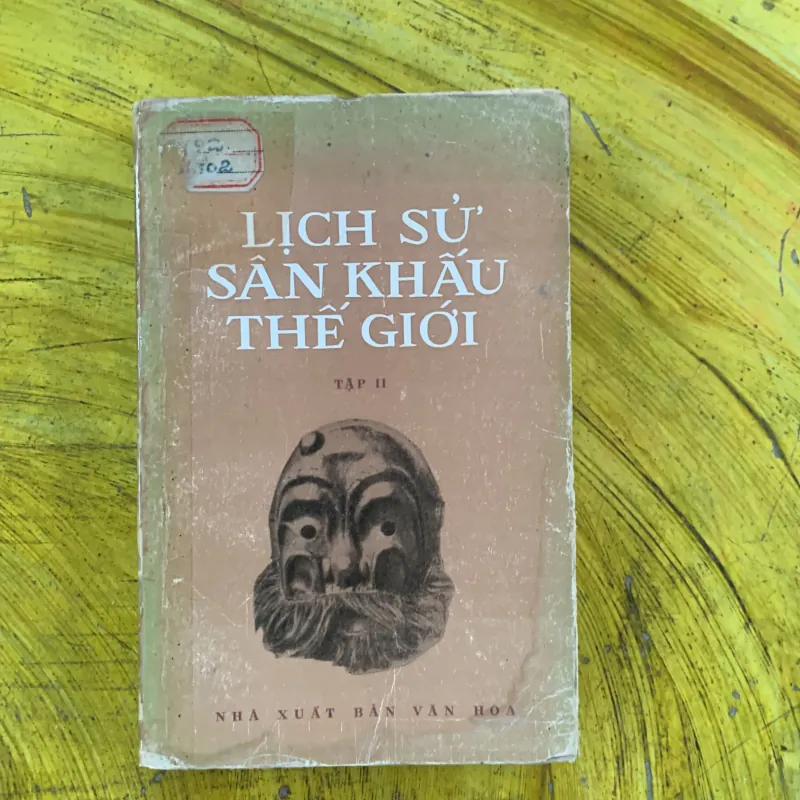 LỊCH SỬ
SÂN KHẤU
THẾ GIỚI
TẬP II
NHÀ XUẤT BẢN VĂN HÓA